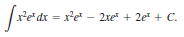 ∫x²eˣ dx = x²eˣ − 2xeˣ + 2eˣ + C.